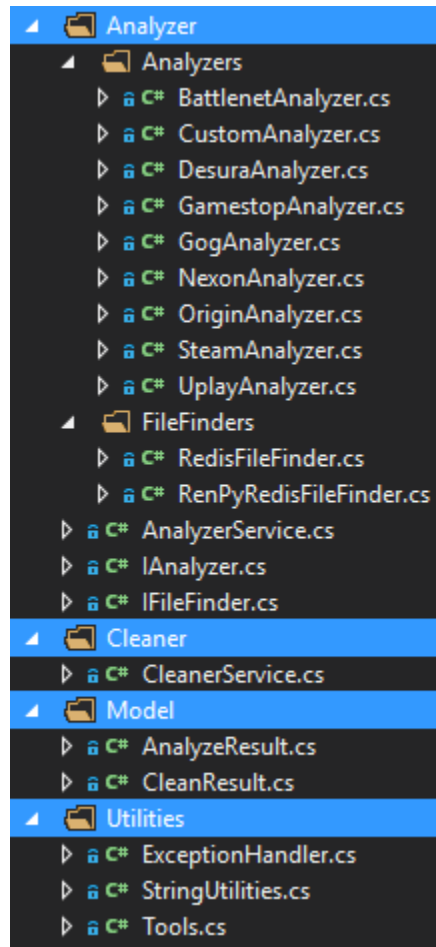 Analyzer
Analyzers
C# BattlenetAnalyzer.cs
C# CustomAnalyzer.cs
C# DesuraAnalyzer.cs
C# GamestopAnalyzer.cs
C# GogAnalyzer.cs
C# NexonAnalyzer.cs
C# OriginAnalyzer.cs
C# SteamAnalyzer.cs
C# UplayAnalyzer.cs
FileFinders
C# RedisFileFinder.cs
C# RenPyRedisFileFinder.cs
C# AnalyzerService.cs
C# IAnalyzer.cs
C# IFileFinder.cs
Cleaner
C# CleanerService.cs
Model
C# AnalyzeResult.cs
C# CleanResult.cs
Utilities
C# ExceptionHandler.cs
C# StringUtilities.cs
C# Tools.cs